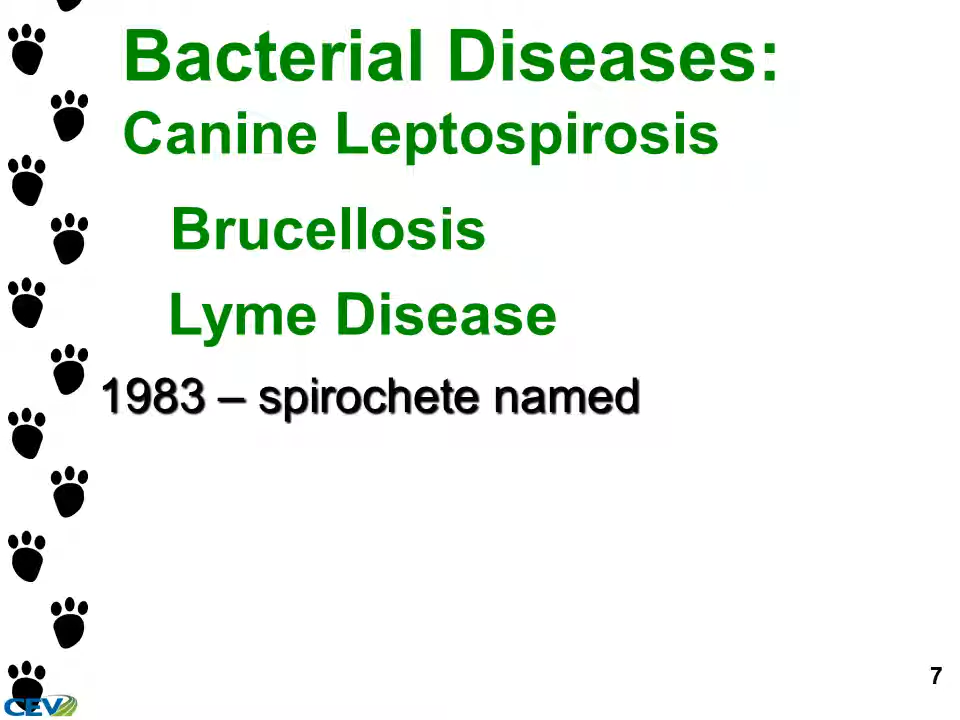 Bacterial Diseases:
Canine Leptospirosis
Brucellosis
Lyme Disease
1983 – spirochete named
7
CEV